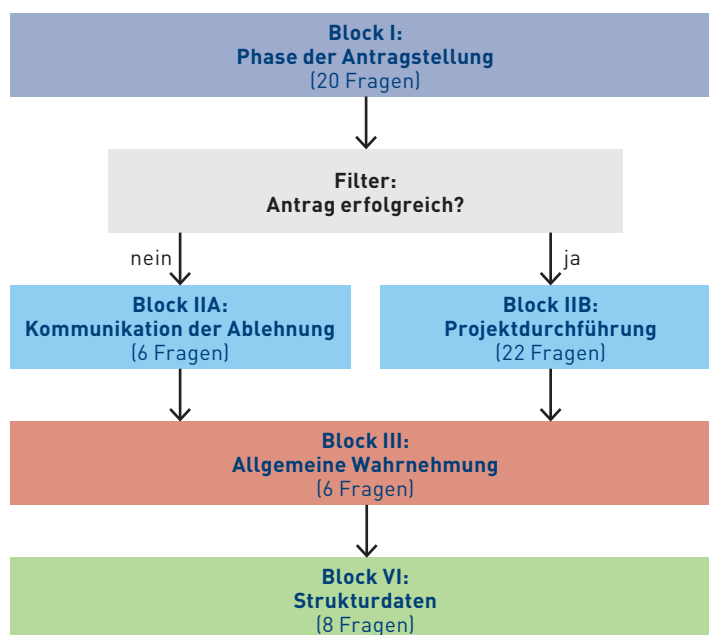 Block I:
Phase der Antragstellung
(20 Fragen)
Filter:
Antrag erfolgreich?
nein
ja
Block IIA:
Kommunikation der Ablehnung
(6 Fragen)
Block IIB:
Projektdurchführung
(22 Fragen)
Block III:
Allgemeine Wahrnehmung
(6 Fragen)
Block VI:
Strukturdaten
(8 Fragen)